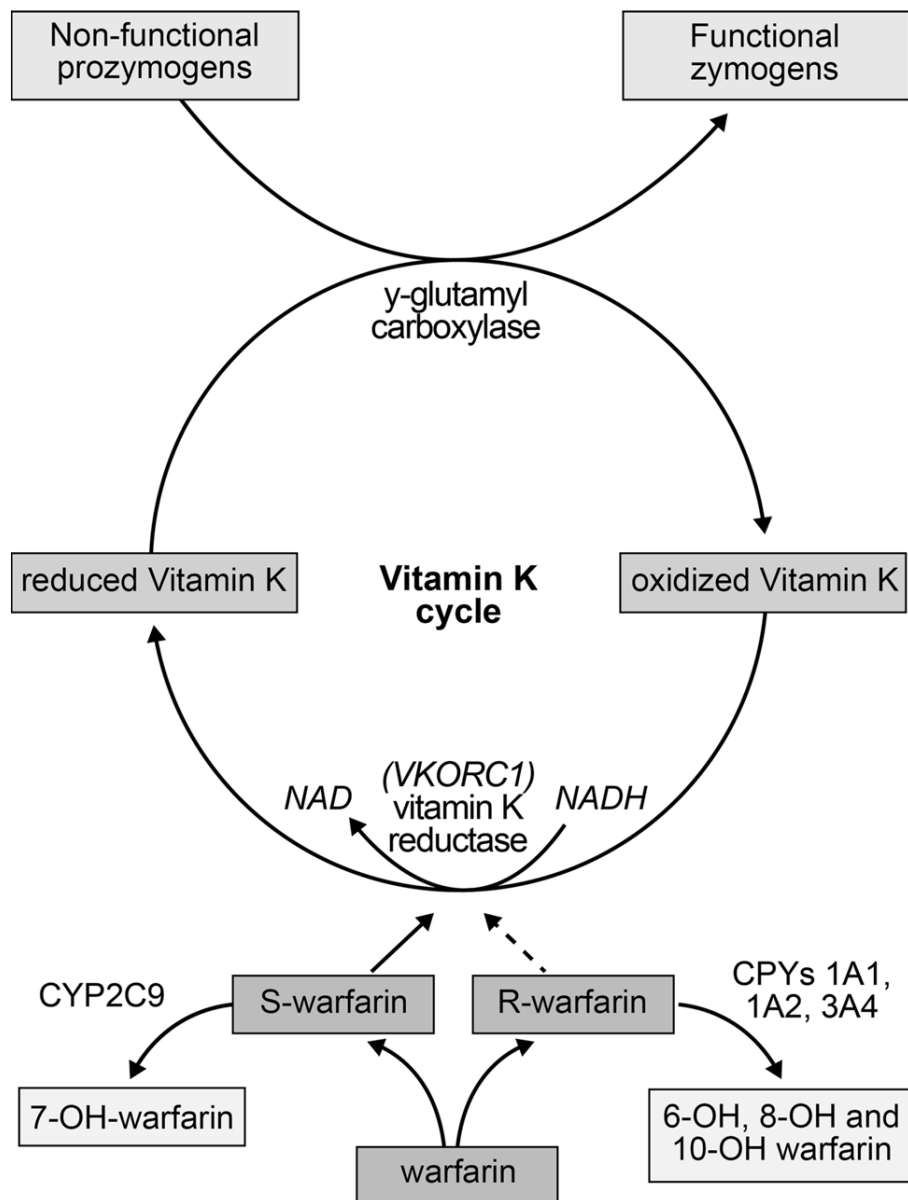 Non-functional
prozymogens
Functional
zymogens
y-glutamyl
carboxylase
reduced Vitamin K
Vitamin K
cycle
oxidized Vitamin K
NAD
(VKORC1)
vitamin K
reductase
NADH
CYP2C9
S-warfarin
R-warfarin
CPYs 1A1,
1A2, 3A4
7-OH-warfarin
warfarin
6-OH, 8-OH and
10-OH warfarin